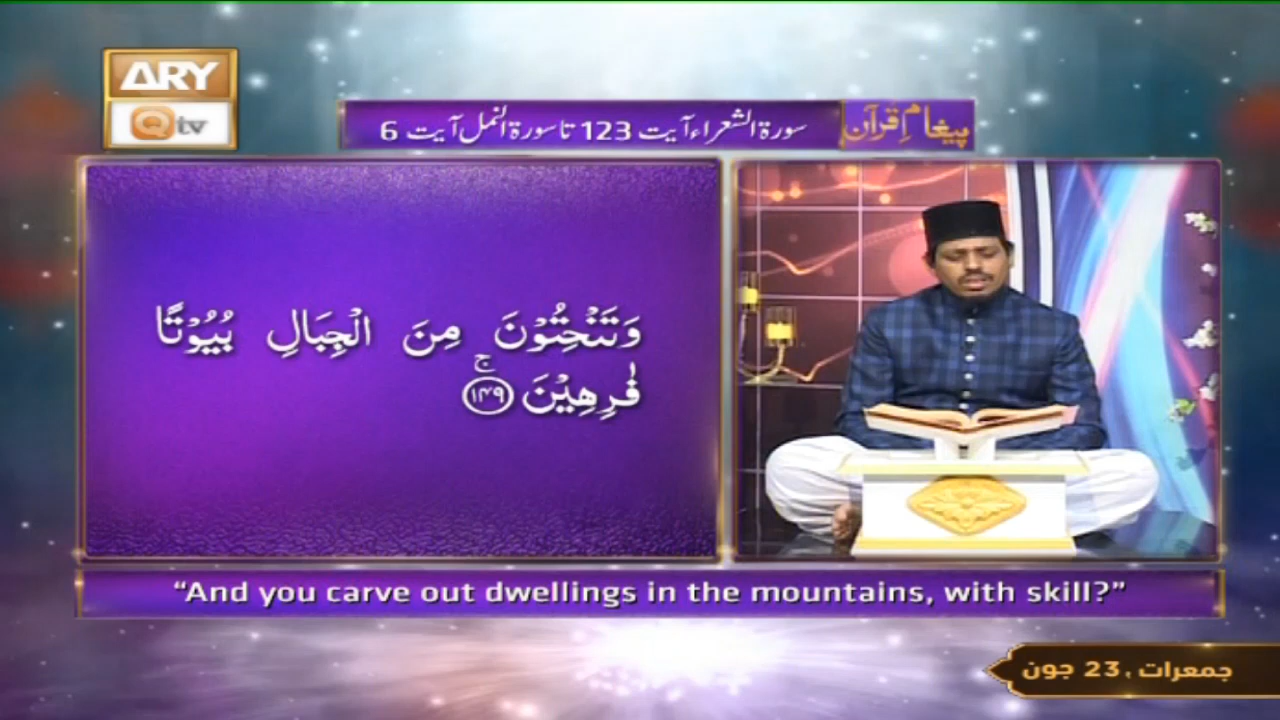 ARY
Qtv
پیغامِ قرآن
سورۃ الشعراء آیت 123 تا سورۃ النمل آیت 6
وَتَنْحِتُوْنَ مِنَ الْجِبَالِ بُيُوْتًا
فٰرِهِيْنَ ۚ ﴿۱۴۹﴾
“And you carve out dwellings in the mountains, with skill?”
جمعرات، 23 جون